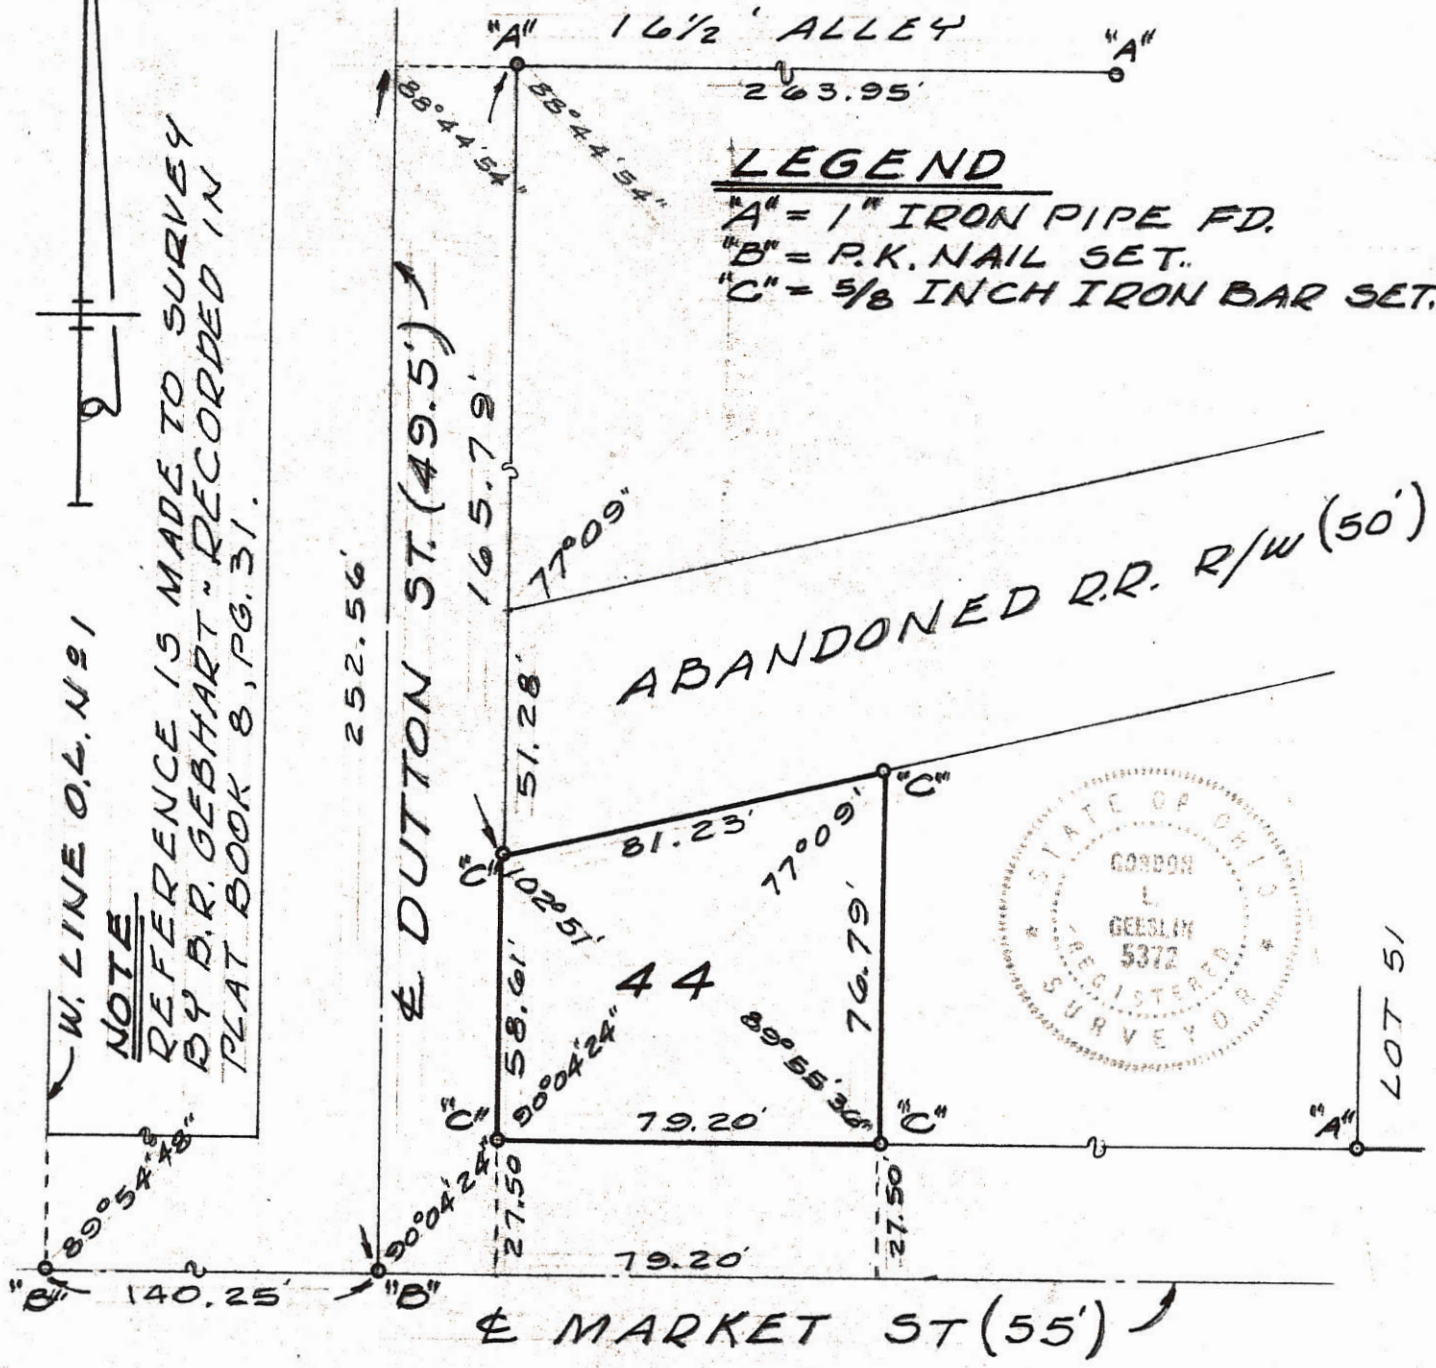 "A" 16½' ALLEY "A"
263.95'
88°44'54"
88°44'54"
LEGEND
"A" = 1" IRON PIPE FD.
"B" = P.K. NAIL SET.
"C" = 5/8 INCH IRON BAR SET.
W. LINE O.L. Nº 1
NOTE
REFERRENCE IS MADE TO SURVEY
BY B.R. GEBHART ~ RECORDED IN
PLAT BOOK 8, PG. 31.
252.56'
℄ DUTTON ST. (49.5')
165.79'
77°09'
51.28'
ABANDONED R.R. R/W (50')
"C"
81.23'
"C"
102°51'
77°09'
58.61'
44
76.79'
90°04'24"
89°55'36"
"C"
79.20'
"C"
STATE OF OHIO
GORDON
L.
GEESLIN
5372
REGISTERED
SURVEYOR
LOT 51
"A"
89°54'48"
90°04'24"
27.50'
27.50'
79.20'
"B"
140.25'
"B"
℄ MARKET ST (55')